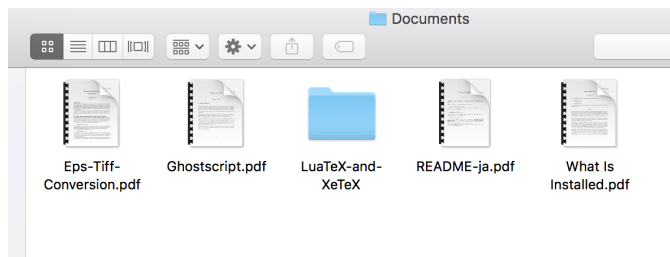 Documents
Eps-Tiff-
Conversion.pdf
Ghostscript.pdf
LuaTeX-and-
XeTeX
README-ja.pdf
What Is
Installed.pdf